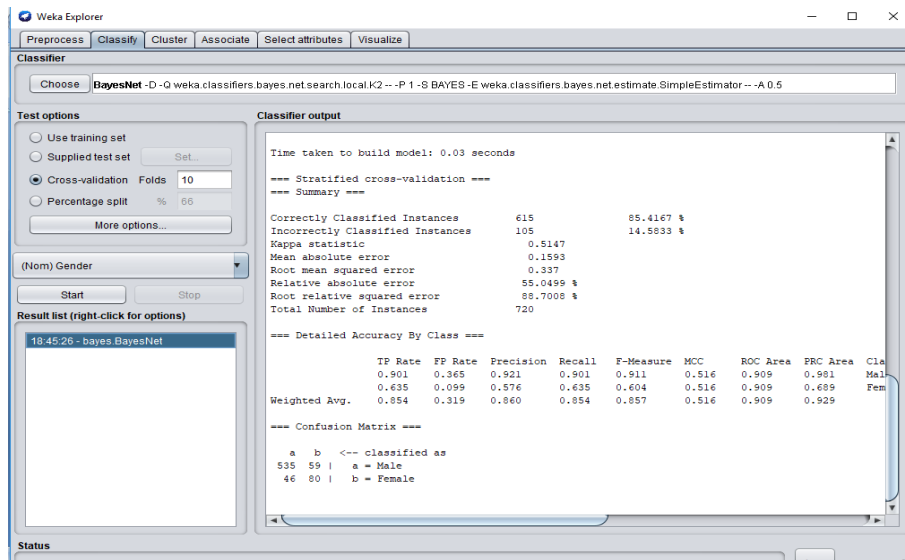 Weka Explorer
Preprocess Classify Cluster Associate Select attributes Visualize
Classifier
Choose BayesNet -D -Q weka.classifiers.bayes.net.search.local.K2 -- -P 1 -S BAYES -E weka.classifiers.bayes.net.estimate.SimpleEstimator -- -A 0.5
Test options
Use training set
Supplied test set Set...
Cross-validation Folds 10
Percentage split % 66
More options...
(Nom) Gender
Start Stop
Result list (right-click for options)
18:45:26 - bayes.BayesNet
Classifier output
Time taken to build model: 0.03 seconds
=== Stratified cross-validation ===
=== Summary ===
Correctly Classified Instances 615 85.4167 %
Incorrectly Classified Instances 105 14.5833 %
Kappa statistic 0.5147
Mean absolute error 0.1593
Root mean squared error 0.337
Relative absolute error 55.0499 %
Root relative squared error 88.7008 %
Total Number of Instances 720
=== Detailed Accuracy By Class ===
TP Rate FP Rate Precision Recall F-Measure MCC ROC Area PRC Area Cla
0.901 0.365 0.921 0.901 0.911 0.516 0.909 0.981 Mal
0.635 0.099 0.576 0.635 0.604 0.516 0.909 0.689 Fem
Weighted Avg. 0.854 0.319 0.860 0.854 0.857 0.516 0.909 0.929
=== Confusion Matrix ===
a b <-- classified as
535 59 | a = Male
46 80 | b = Female
Status